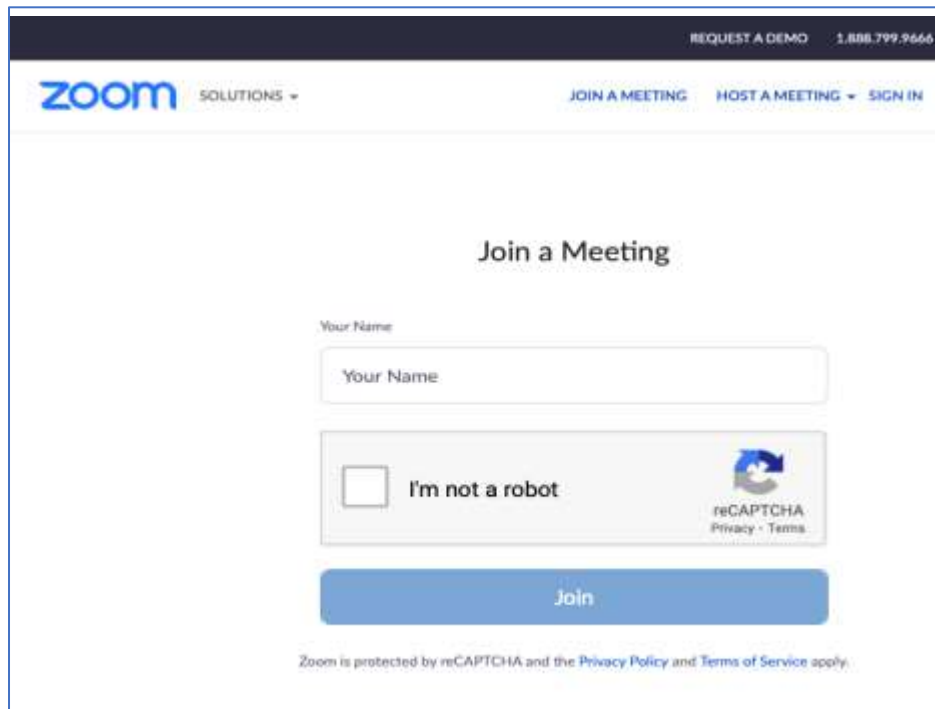 REQUEST A DEMO 1.888.799.9666
zoom SOLUTIONS JOIN A MEETING HOST A MEETING SIGN IN
Join a Meeting
Your Name
Your Name
I'm not a robot
reCAPTCHA
Privacy - Terms
Join
Zoom is protected by reCAPTCHA and the Privacy Policy and Terms of Service apply.